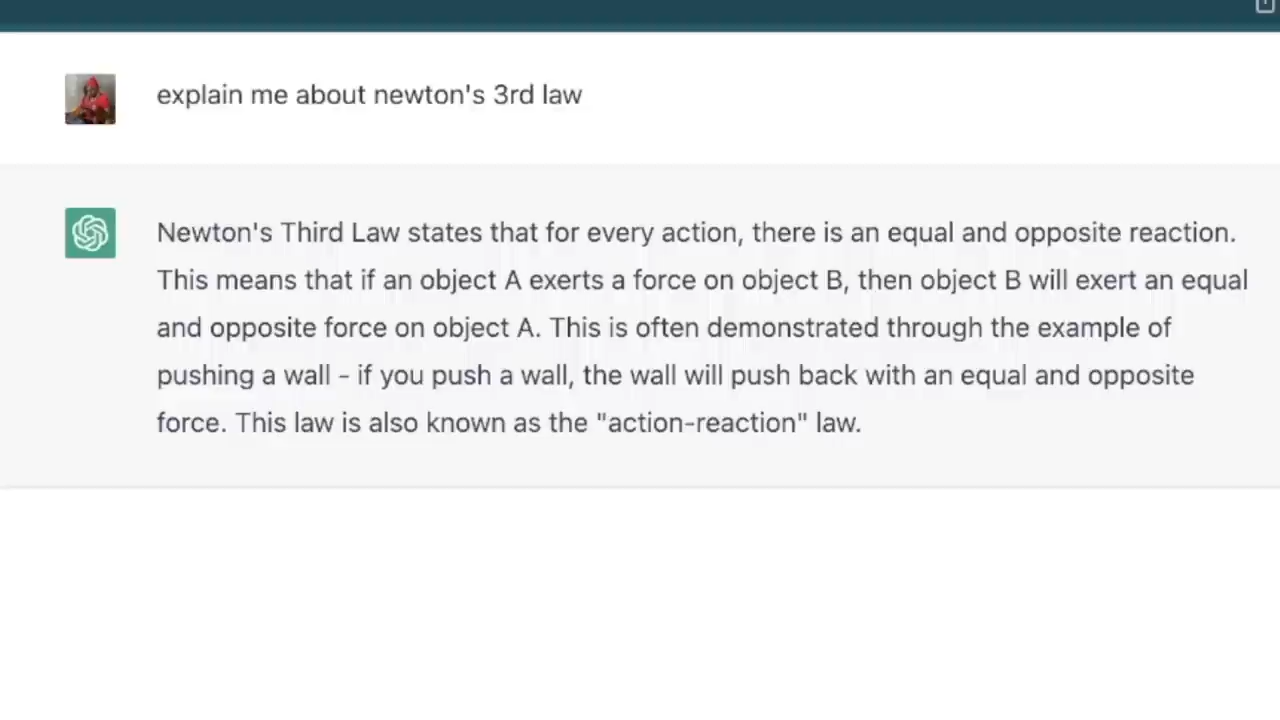 explain me about newton's 3rd law
Newton's Third Law states that for every action, there is an equal and opposite reaction.
This means that if an object A exerts a force on object B, then object B will exert an equal
and opposite force on object A. This is often demonstrated through the example of
pushing a wall - if you push a wall, the wall will push back with an equal and opposite
force. This law is also known as the "action-reaction" law.